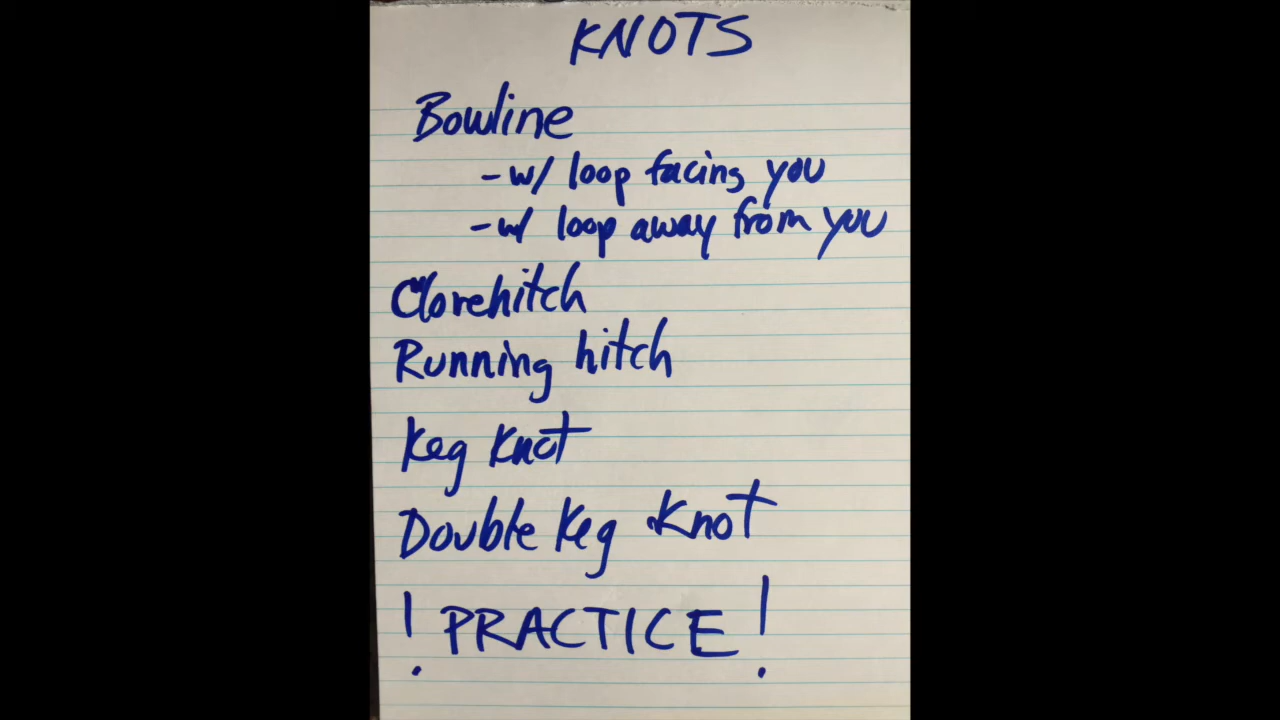 KNOTS
Bowline
- w/ loop facing you
- w/ loop away from you
Clovehitch
Running hitch
Keg Knot
Double Keg Knot
! PRACTICE !